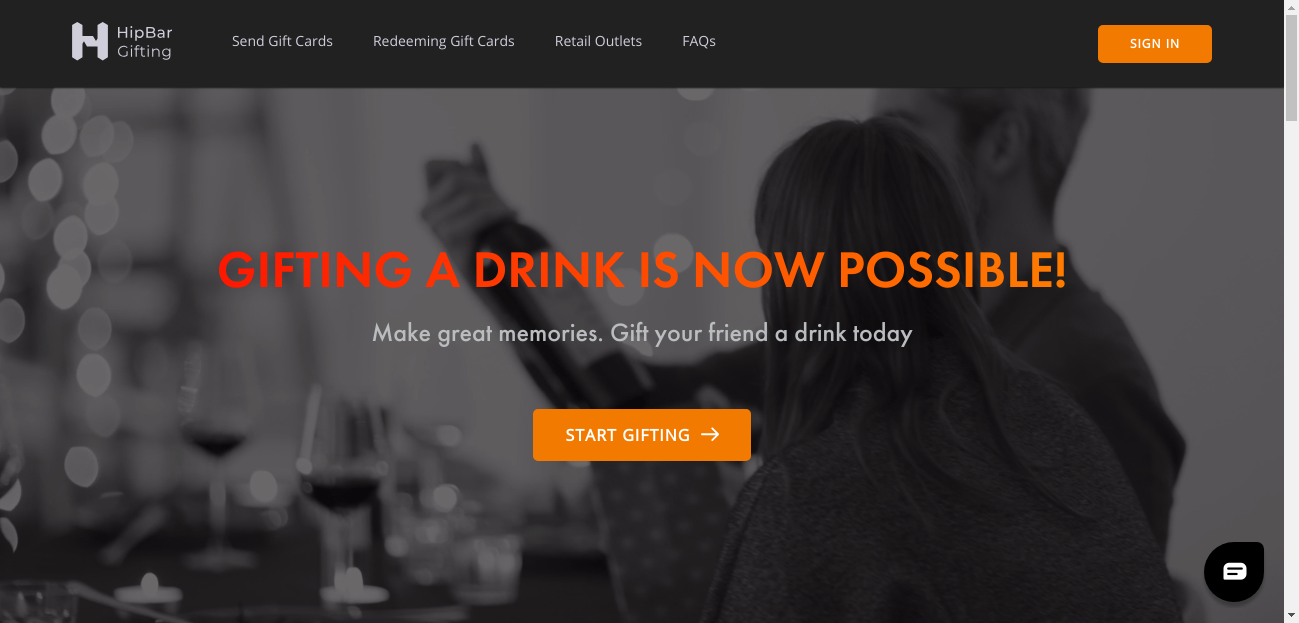 HipBar
Gifting
Send Gift Cards
Redeeming Gift Cards
Retail Outlets
FAQs
SIGN IN
GIFTING A DRINK IS NOW POSSIBLE!
Make great memories. Gift your friend a drink today
START GIFTING →